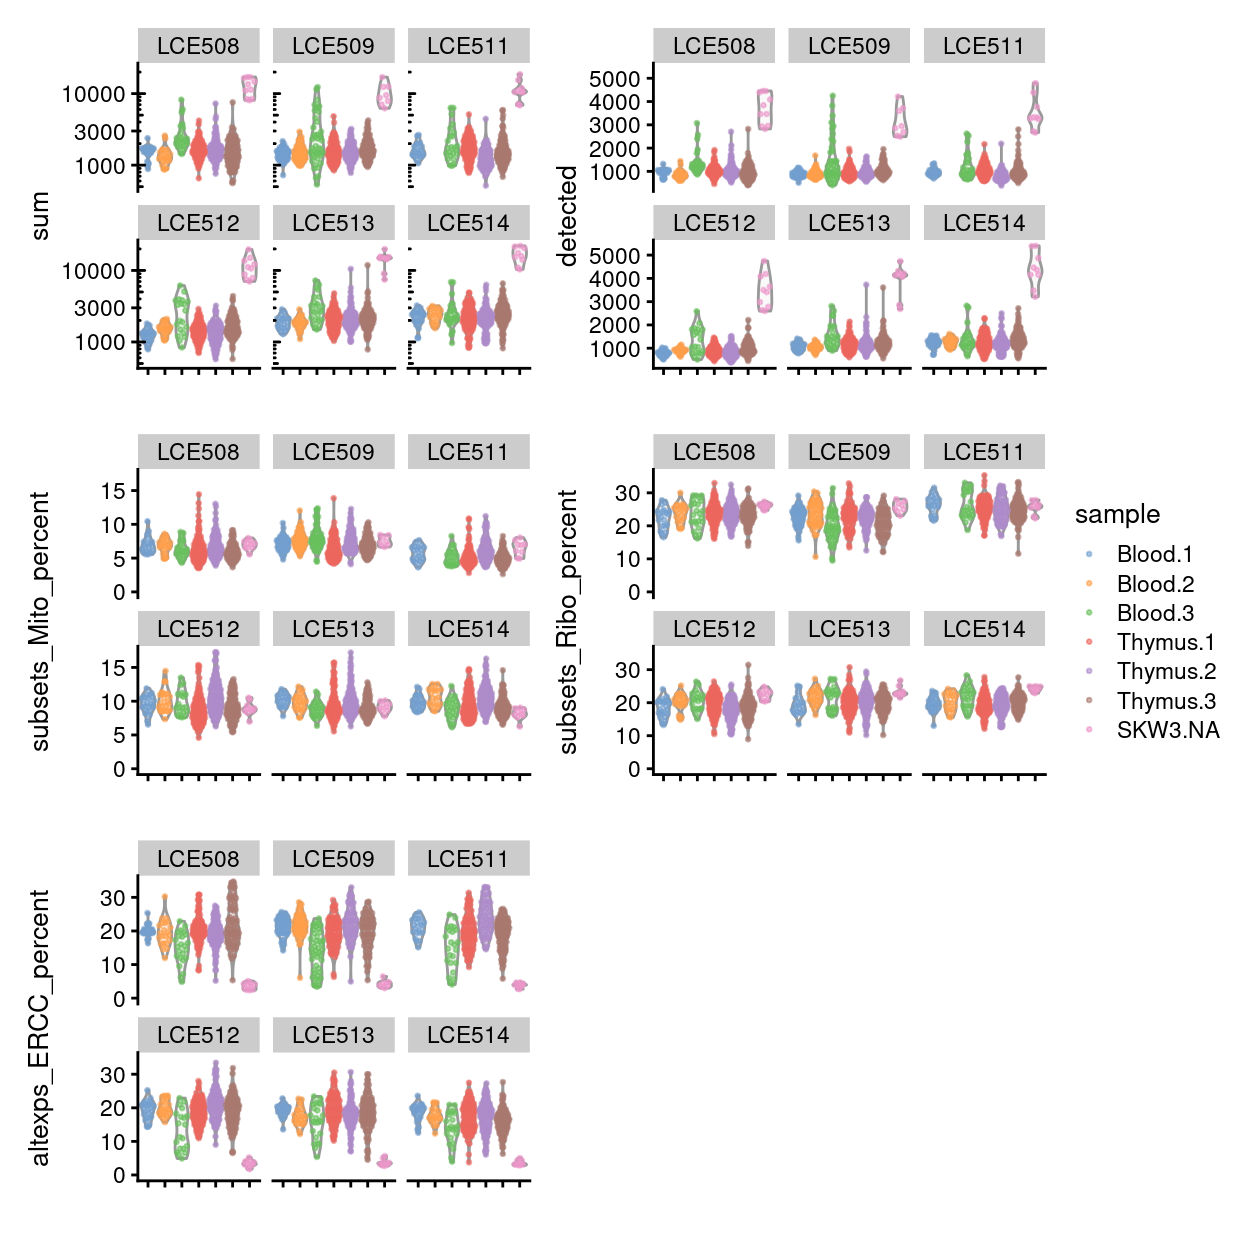 sum
LCE508 LCE509 LCE511
10000
3000
1000
LCE512 LCE513 LCE514
10000
3000
1000
detected
LCE508 LCE509 LCE511
5000
4000
3000
2000
1000
LCE512 LCE513 LCE514
5000
4000
3000
2000
1000
subsets_Mito_percent
LCE508 LCE509 LCE511
15
10
5
0
LCE512 LCE513 LCE514
15
10
5
0
subsets_Ribo_percent
LCE508 LCE509 LCE511
30
20
10
0
LCE512 LCE513 LCE514
30
20
10
0
sample
Blood.1
Blood.2
Blood.3
Thymus.1
Thymus.2
Thymus.3
SKW3.NA
altexps_ERCC_percent
LCE508 LCE509 LCE511
30
20
10
0
LCE512 LCE513 LCE514
30
20
10
0